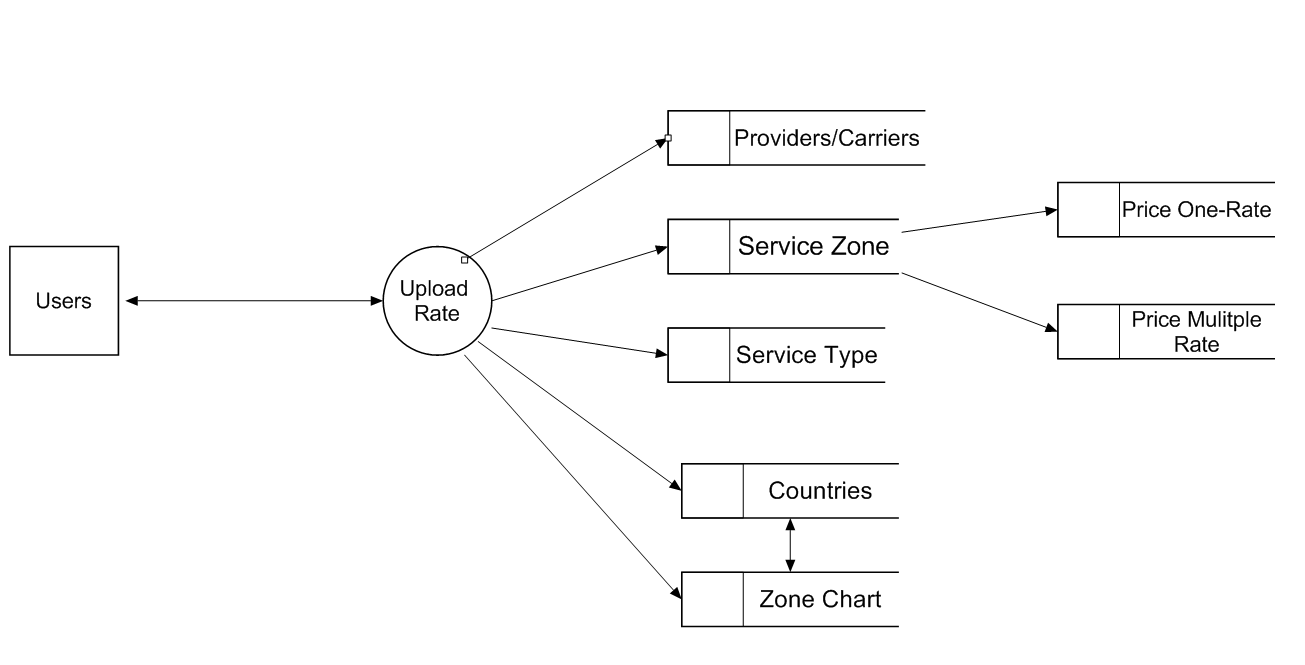 Providers/Carriers
Price One-Rate
Service Zone
Users
Upload
Rate
Price Mulitple
Rate
Service Type
Countries
Zone Chart